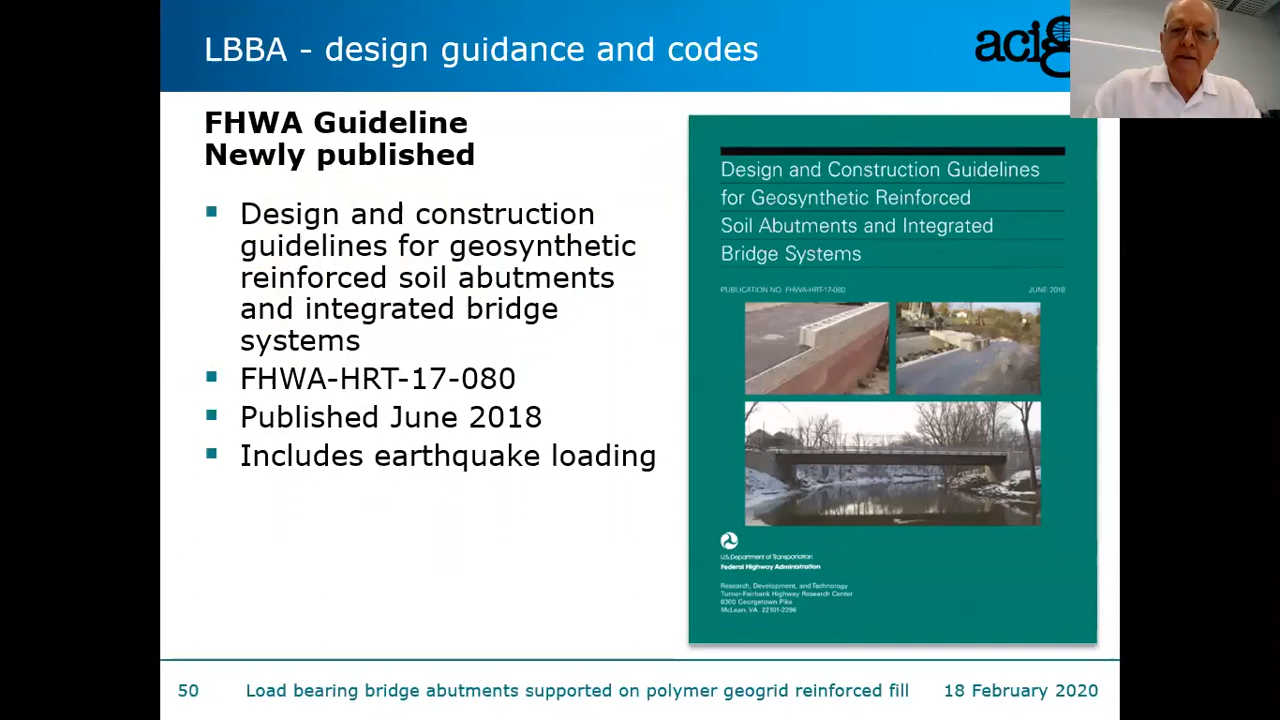 LBBA - design guidance and codes
acig
FHWA Guideline
Newly published
Design and construction
guidelines for geosynthetic
reinforced soil abutments
and integrated bridge
systems
FHWA-HRT-17-080
Published June 2018
Includes earthquake loading
Design and Construction Guidelines
for Geosynthetic Reinforced
Soil Abutments and Integrated
Bridge Systems
PUBLICATION NO. FHWA-HRT-17-080
JUNE 2018
U.S. Department of Transportation
Federal Highway Administration
Research, Development, and Technology
Turner-Fairbank Highway Research Center
6300 Georgetown Pike
McLean, VA 22101-2296
50
Load bearing bridge abutments supported on polymer geogrid reinforced fill
18 February 2020